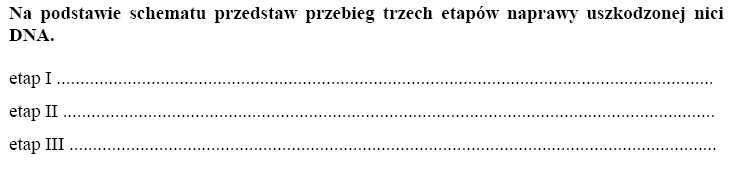 Na podstawie schematu przedstaw przebieg trzech etapów naprawy uszkodzonej nici
DNA.
etap I ...........................................................................................................................................
etap II ..........................................................................................................................................
etap III .........................................................................................................................................